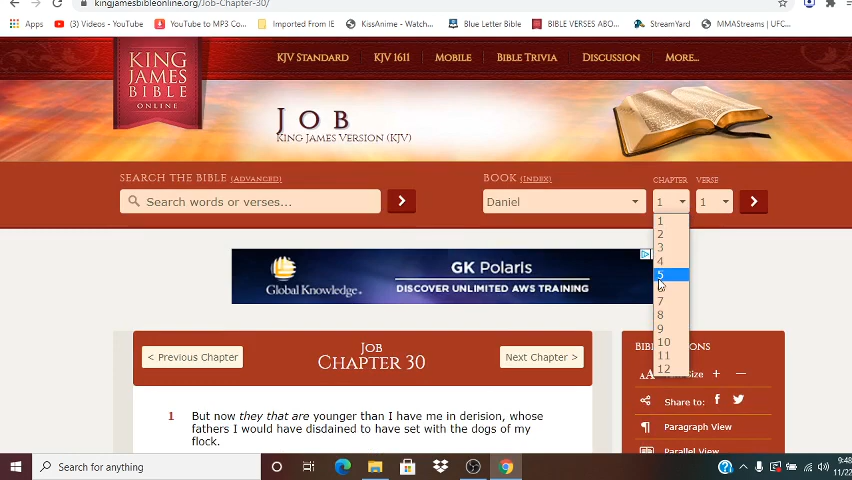 kingjamesbibleonline.org/Job-Chapter-30/
Apps (3) Videos - YouTube YouTube to MP3 Co... Imported From IE KissAnime - Watch... Blue Letter Bible BIBLE VERSES ABO... StreamYard MMAStreams | UFC...
KING JAMES BIBLE ONLINE
KJV Standard KJV 1611 Mobile Bible Trivia Discussion More...
Job
King James Version (KJV)
Search the Bible (Advanced) Book (Index) Chapter Verse
Search words or verses... Daniel 1 1
1
2
3
4
5
7
8
9
10
11
12
Global Knowledge.
GK Polaris
DISCOVER UNLIMITED AWS TRAINING
< Previous Chapter
Job
Chapter 30
Next Chapter >
1 But now they that are younger than I have me in derision, whose
fathers I would have disdained to have set with the dogs of my
flock.
Share to:
Paragraph View
Parallel View
Search for anything
9:48
11/22